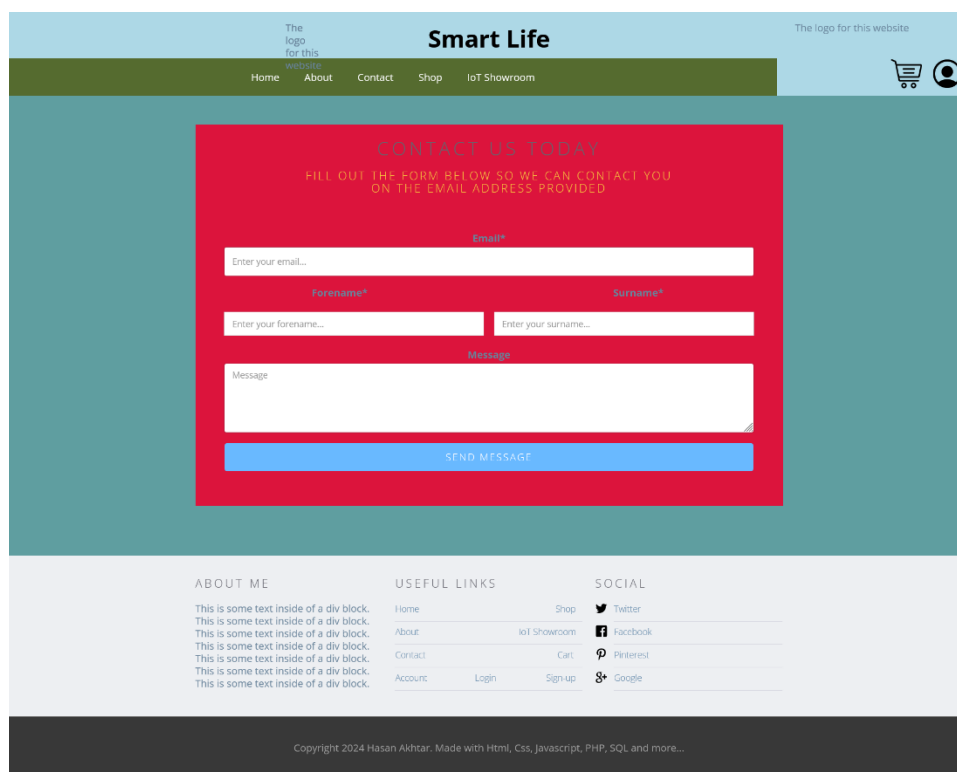 The
logo
for this
website
Smart Life
The logo for this website
Home About Contact Shop IoT Showroom
CONTACT US TODAY
FILL OUT THE FORM BELOW SO WE CAN CONTACT YOU
ON THE EMAIL ADDRESS PROVIDED
Email*
Enter your email...
Forename* Surname*
Enter your forename... Enter your surname...
Message
Message
SEND MESSAGE
ABOUT ME
This is some text inside of a div block.
This is some text inside of a div block.
This is some text inside of a div block.
This is some text inside of a div block.
This is some text inside of a div block.
This is some text inside of a div block.
This is some text inside of a div block.
USEFUL LINKS
Home Shop
About IoT Showroom
Contact Cart
Account Login Sign-up
SOCIAL
Twitter
Facebook
Pinterest
Google
Copyright 2024 Hasan Akhtar. Made with Html, Css, Javascript, PHP, SQL and more...